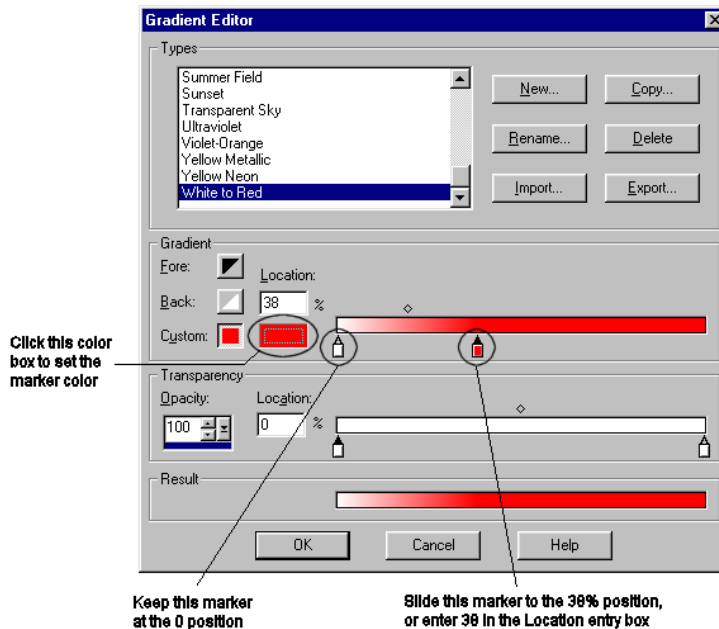 Gradient Editor
Types
Summer Field
Sunset
Transparent Sky
Ultraviolet
Violet-Orange
Yellow Metallic
Yellow Neon
White to Red
New...
Copy...
Rename...
Delete
Import...
Export...
Gradient
Fore:
Location:
Back:
38 %
Custom:
Click this color
box to set the
marker color
Transparency
Opacity:
Location:
100
0 %
Result
OK
Cancel
Help
Keep this marker
at the 0 position
Slide this marker to the 38% position,
or enter 38 in the Location entry box